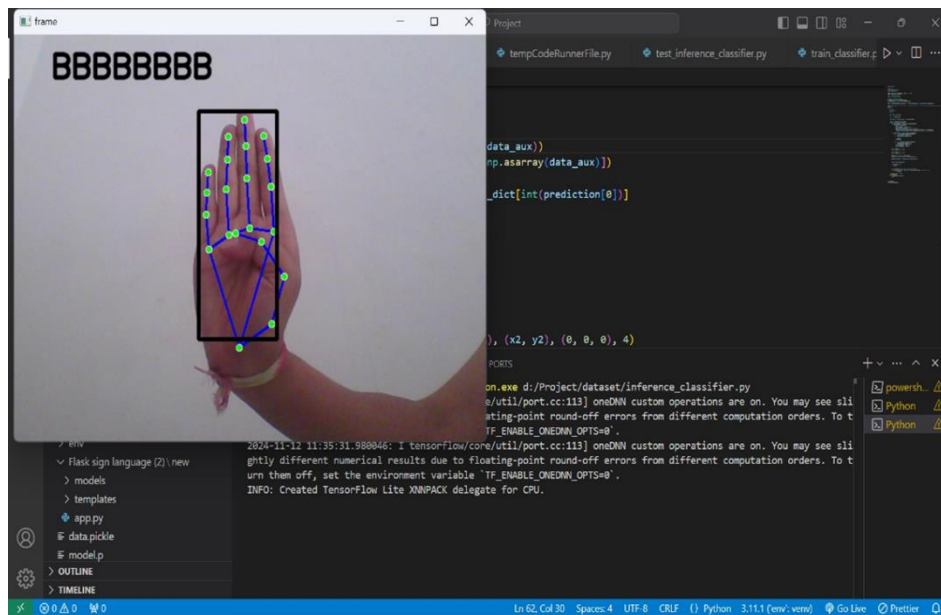 frame
Project
BBBBBBBB
tempCodeRunnerFile.py
test_inference_classifier.py
train_classifier.p
data_aux))
np.asarray(data_aux)])
_dict[int(prediction[0])]
), (x2, y2), (0, 0, 0), 4)
PORTS
on.exe d:/Project/dataset/inference_classifier.py
e/util/port.cc:113] oneDNN custom operations are on. You may see sli
ating-point round-off errors from different computation orders. To t
TF_ENABLE_ONEDNN_OPTS=0`.
2024-11-12 11:35:31.980046: I tensorflow/core/util/port.cc:113] oneDNN custom operations are on. You may see sli
ghtly different numerical results due to floating-point round-off errors from different computation orders. To t
urn them off, set the environment variable `TF_ENABLE_ONEDNN_OPTS=0`.
INFO: Created TensorFlow Lite XNNPACK delegate for CPU.
powersh...
Python
Python
env
Flask sign language (2) \ new
models
templates
app.py
data.pickle
model.p
OUTLINE
TIMELINE
0 0 0
Ln 62, Col 30 Spaces: 4 UTF-8 CRLF {} Python 3.11.1 ('env': venv) Go Live Prettier